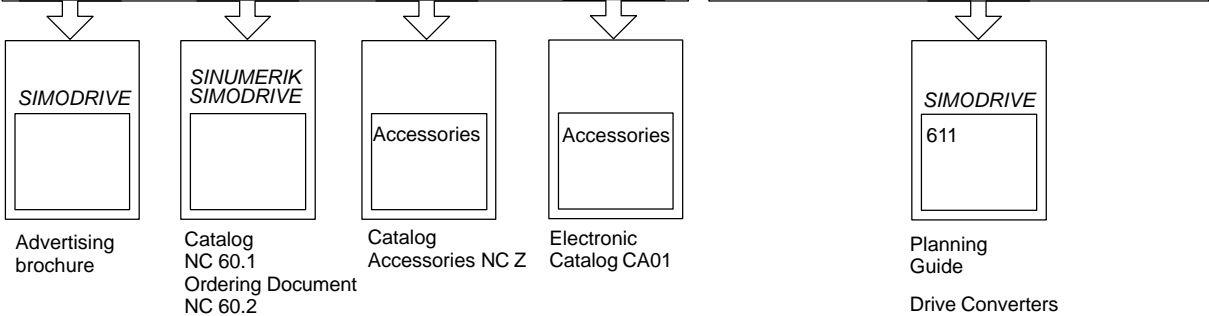 SIMODRIVE
Advertising
brochure
SINUMERIK
SIMODRIVE
Catalog
NC 60.1
Ordering Document
NC 60.2
Accessories
Catalog
Accessories NC Z
Accessories
Electronic
Catalog CA01
SIMODRIVE
611
Planning
Guide
Drive Converters